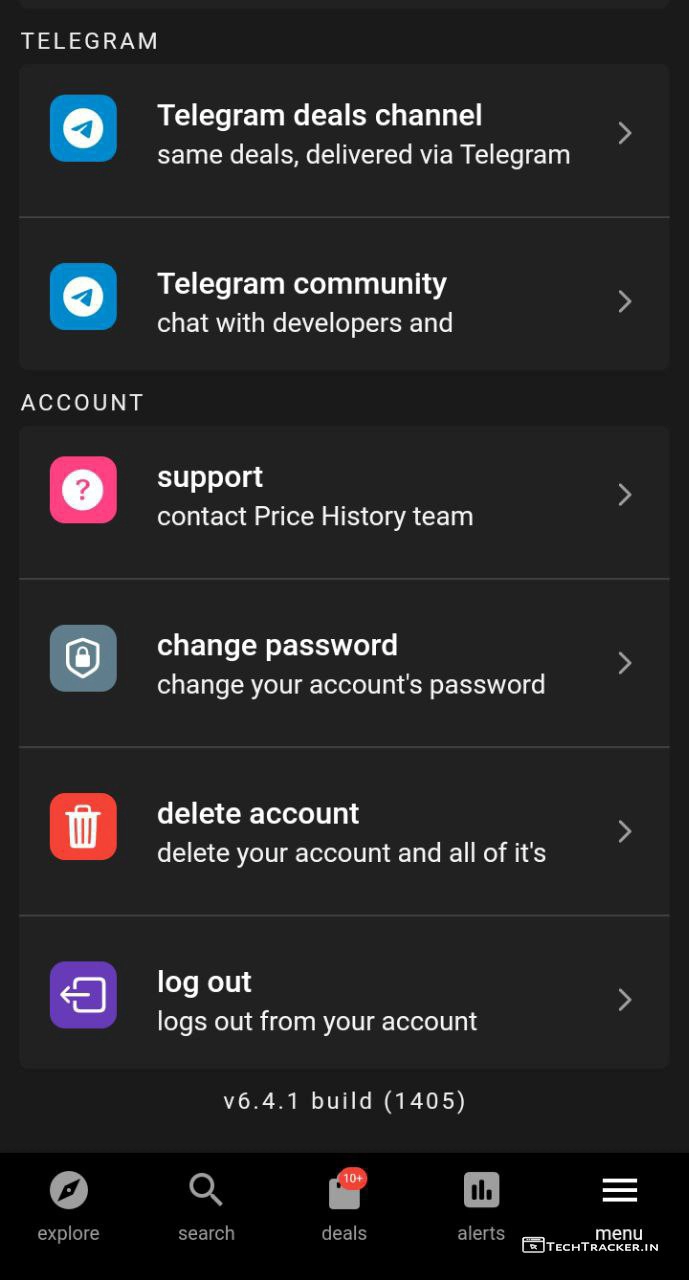 TELEGRAM
Telegram deals channel
same deals, delivered via Telegram
Telegram community
chat with developers and
ACCOUNT
support
contact Price History team
change password
change your account's password
delete account
delete your account and all of it's
log out
logs out from your account
v6.4.1 build (1405)
10+
explore search deals alerts menu
TECHTRACKER.IN